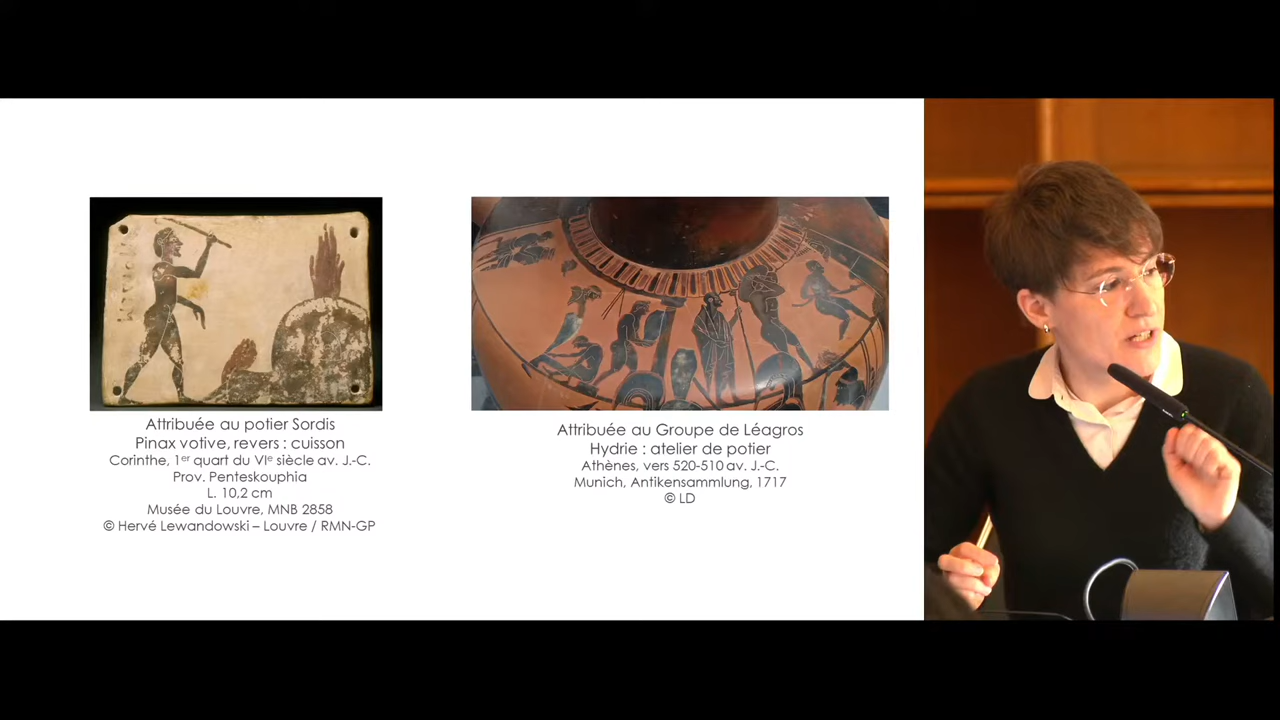 Attribuée au potier Sordis
Pinax votive, revers : cuisson
Corinthe, 1er quart du VIe siècle av. J.-C.
Prov. Penteskouphia
L. 10,2 cm
Musée du Louvre, MNB 2858
© Hervé Lewandowski – Louvre / RMN-GP
Attribuée au Groupe de Léagros
Hydrie : atelier de potier
Athènes, vers 520-510 av. J.-C.
Munich, Antikensammlung, 1717
© LD